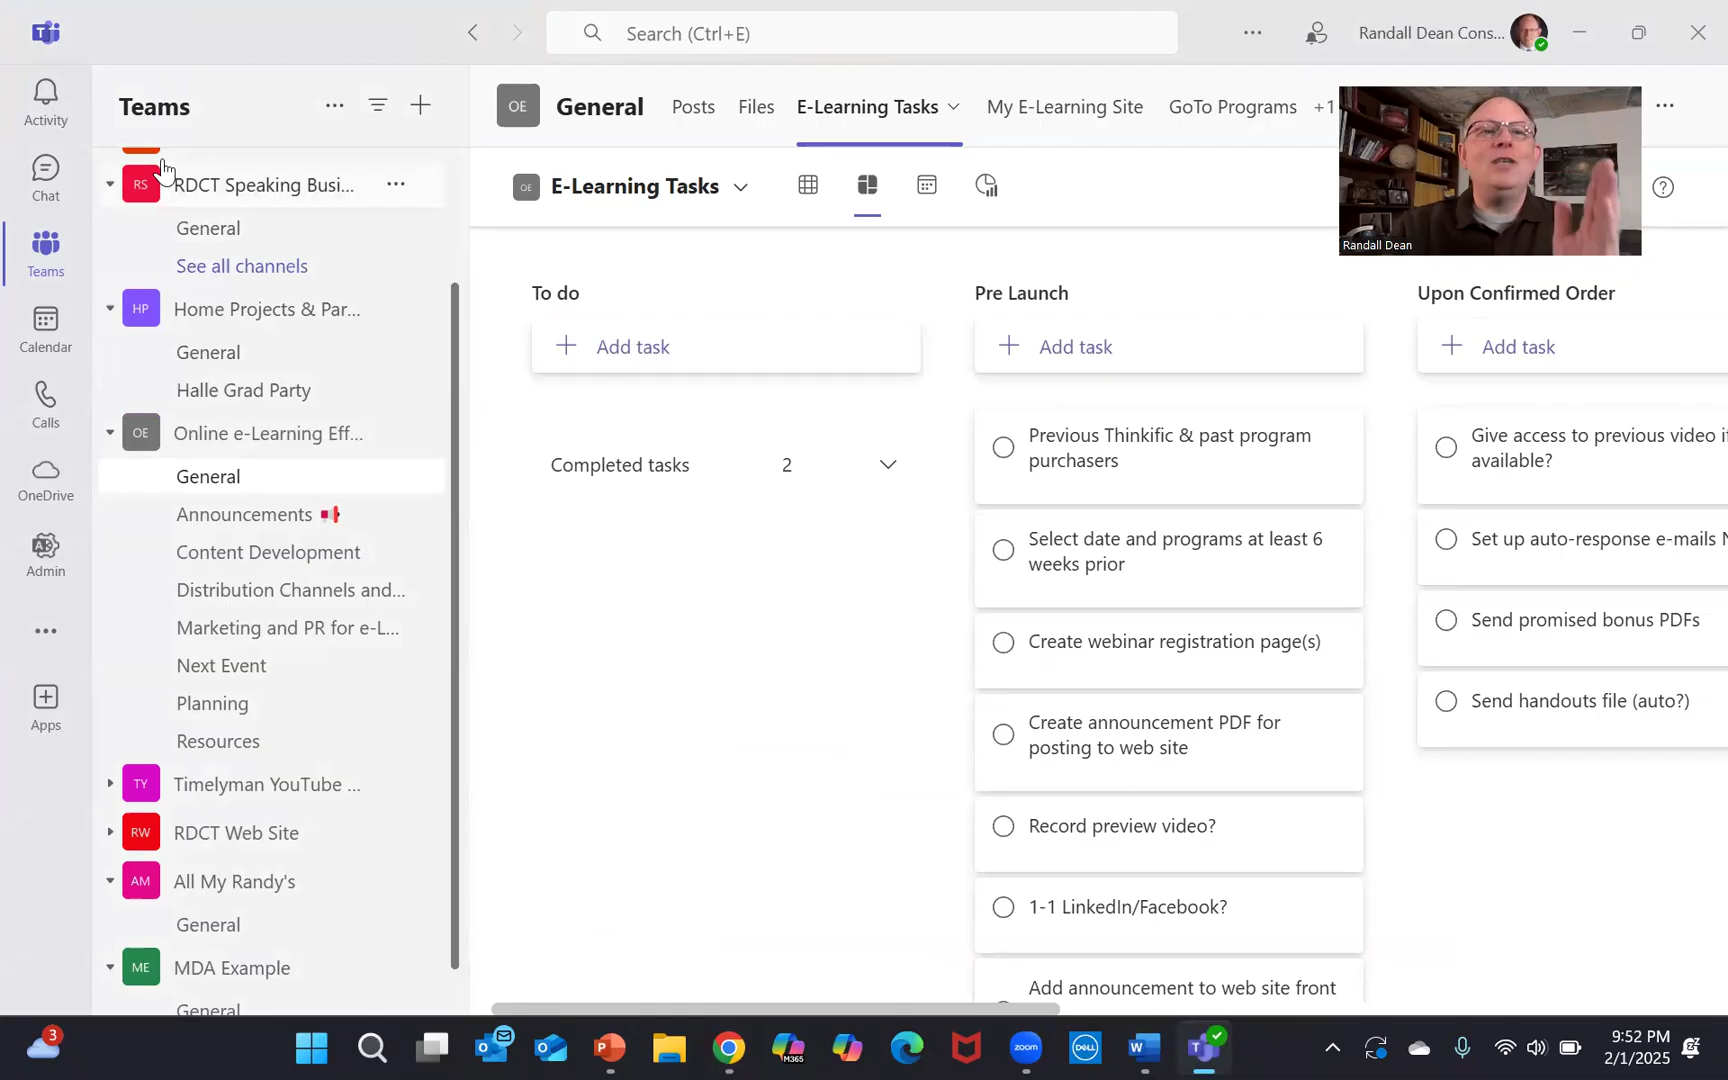 Search (Ctrl+E)
Randall Dean Cons...
Activity
Chat
Teams
Calendar
Calls
OneDrive
Admin
Apps
Teams
RS
RDCT Speaking Busi...
General
See all channels
HP
Home Projects & Par...
General
Halle Grad Party
OE
Online e-Learning Eff...
General
Announcements
Content Development
Distribution Channels and...
Marketing and PR for e-L...
Next Event
Planning
Resources
TY
Timelyman YouTube ...
RW
RDCT Web Site
AM
All My Randy's
General
ME
MDA Example
General
OE
General
Posts
Files
E-Learning Tasks
My E-Learning Site
GoTo Programs
+1
Randall Dean
OE
E-Learning Tasks
To do
Add task
Completed tasks 2
Pre Launch
Add task
Previous Thinkific & past program
purchasers
Select date and programs at least 6
weeks prior
Create webinar registration page(s)
Create announcement PDF for
posting to web site
Record preview video?
1-1 LinkedIn/Facebook?
Add announcement to web site front
Upon Confirmed Order
Add task
Give access to previous video if
available?
Set up auto-response e-mails N
Send promised bonus PDFs
Send handouts file (auto?)
3
M365
zoom
DELL
9:52 PM
2/1/2025